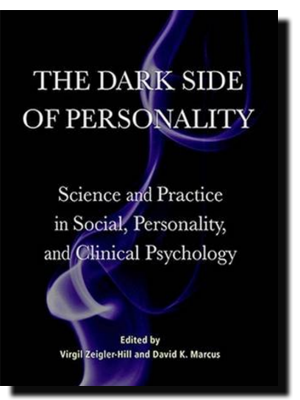 THE DARK SIDE
OF PERSONALITY
Science and Practice
in Social, Personality,
and Clinical Psychology
Edited by
Virgil Zeigler-Hill and David K. Marcus